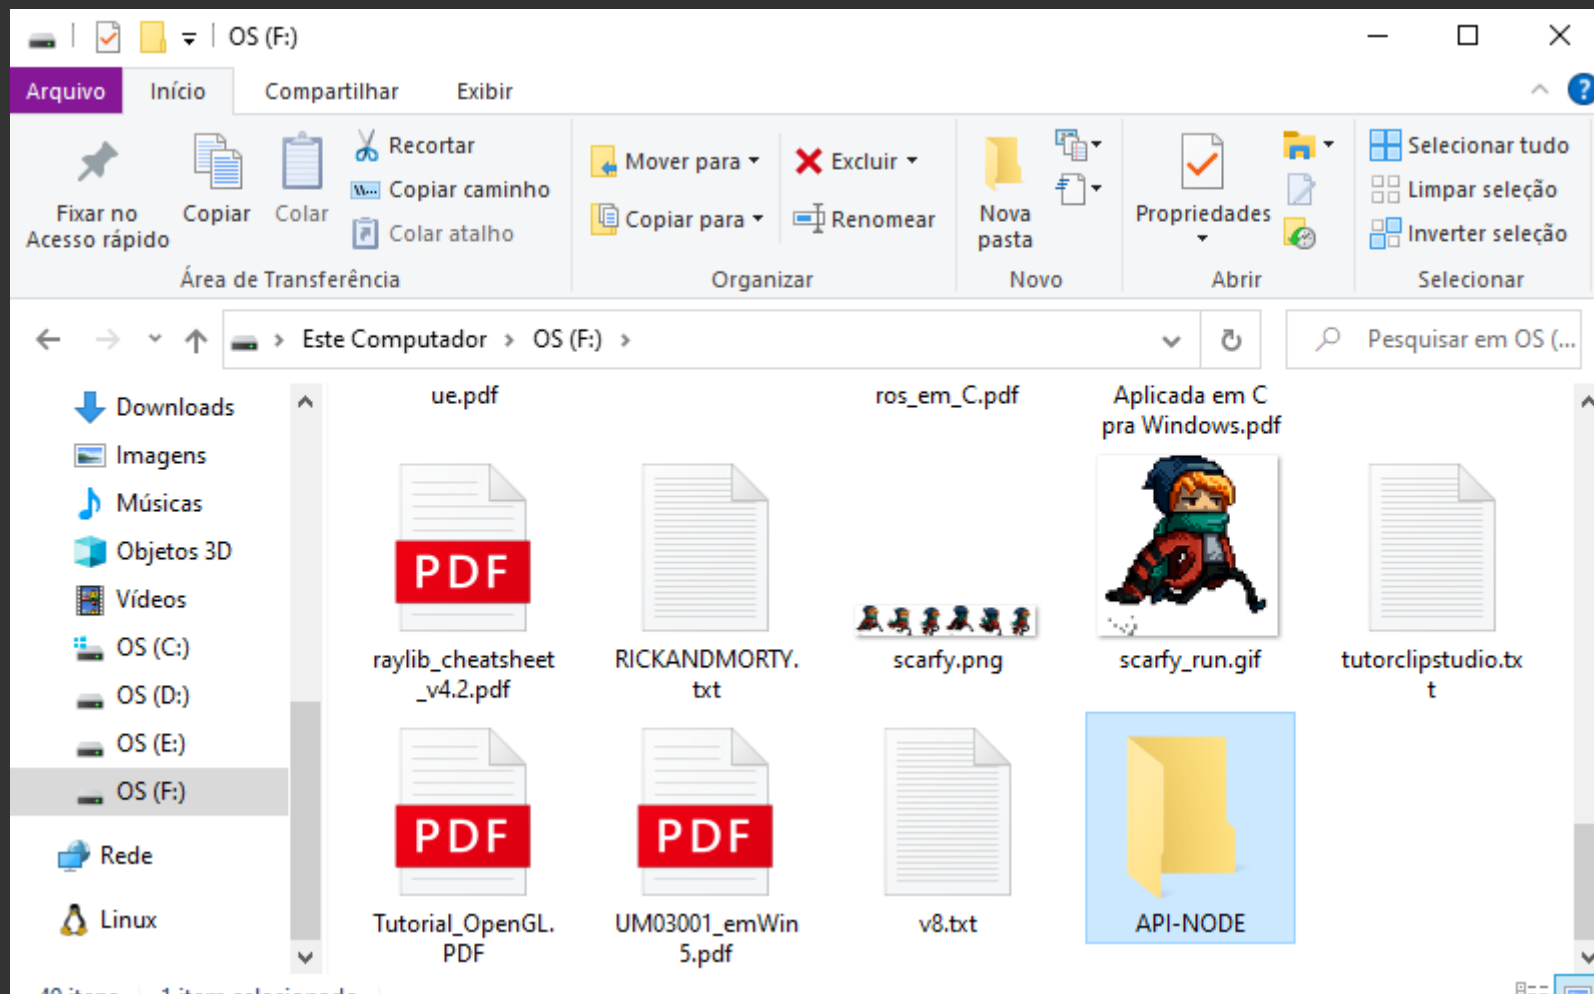 OS (F:)
Arquivo
Início
Compartilhar
Exibir
?
Fixar no
Acesso rápido
Copiar
Colar
Recortar
Copiar caminho
Colar atalho
Área de Transferência
Mover para
Copiar para
Excluir
Renomear
Organizar
Nova
pasta
Novo
Propriedades
Abrir
Selecionar tudo
Limpar seleção
Inverter seleção
Selecionar
Este Computador > OS (F:) >
Pesquisar em OS (...
Downloads
Imagens
Músicas
Objetos 3D
Vídeos
OS (C:)
OS (D:)
OS (E:)
OS (F:)
Rede
Linux
ue.pdf
ros_em_C.pdf
Aplicada em C
pra Windows.pdf
PDF
raylib_cheatsheet
_v4.2.pdf
RICKANDMORTY.
txt
scarfy.png
scarfy_run.gif
tutorclipstudio.tx
t
PDF
Tutorial_OpenGL.
PDF
PDF
UM03001_emWin
5.pdf
v8.txt
API-NODE
1 item selecionado